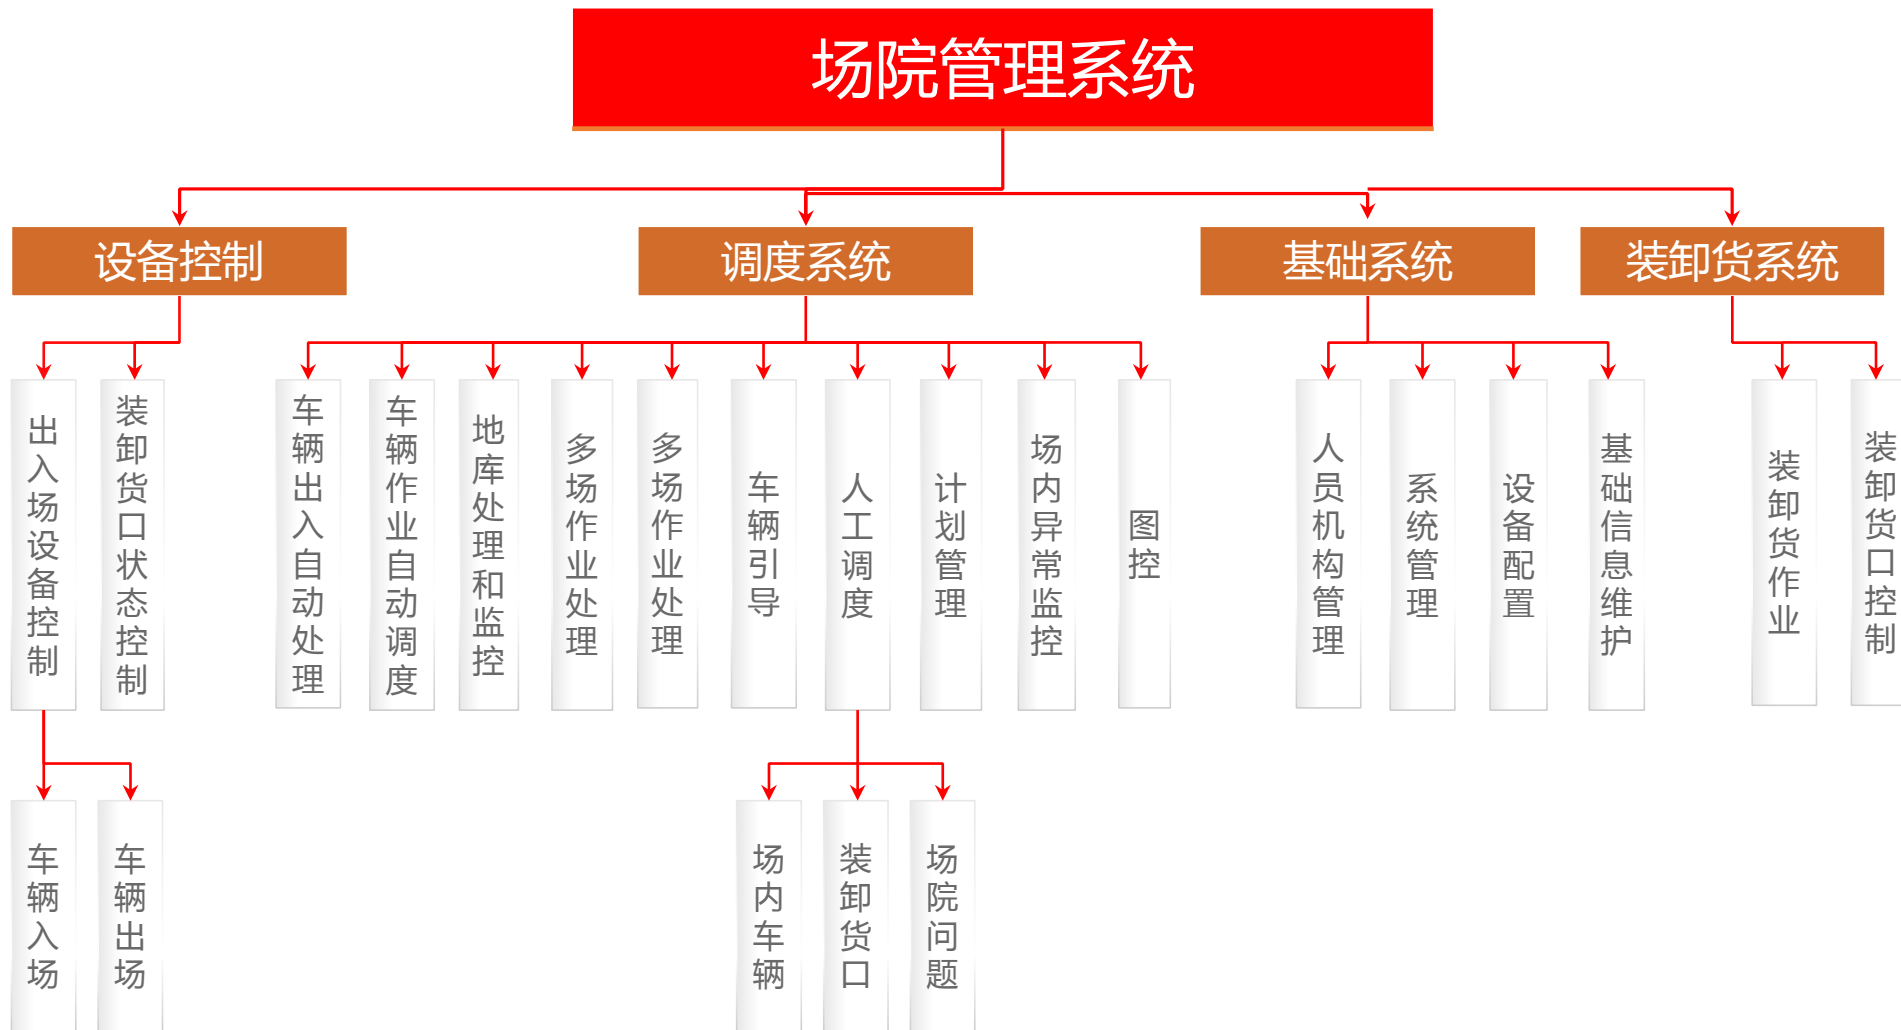 场院管理系统
设备控制
调度系统
基础系统
装卸货系统
出入场设备控制
装卸货口状态控制
车辆出入自动处理
车辆作业自动调度
地库处理和监控
多场作业处理
多场作业处理
车辆引导
人工调度
计划管理
场内异常监控
图控
人员机构管理
系统管理
设备配置
基础信息维护
装卸货作业
装卸货口控制
车辆入场
车辆出场
场内车辆
装卸货口
场院问题